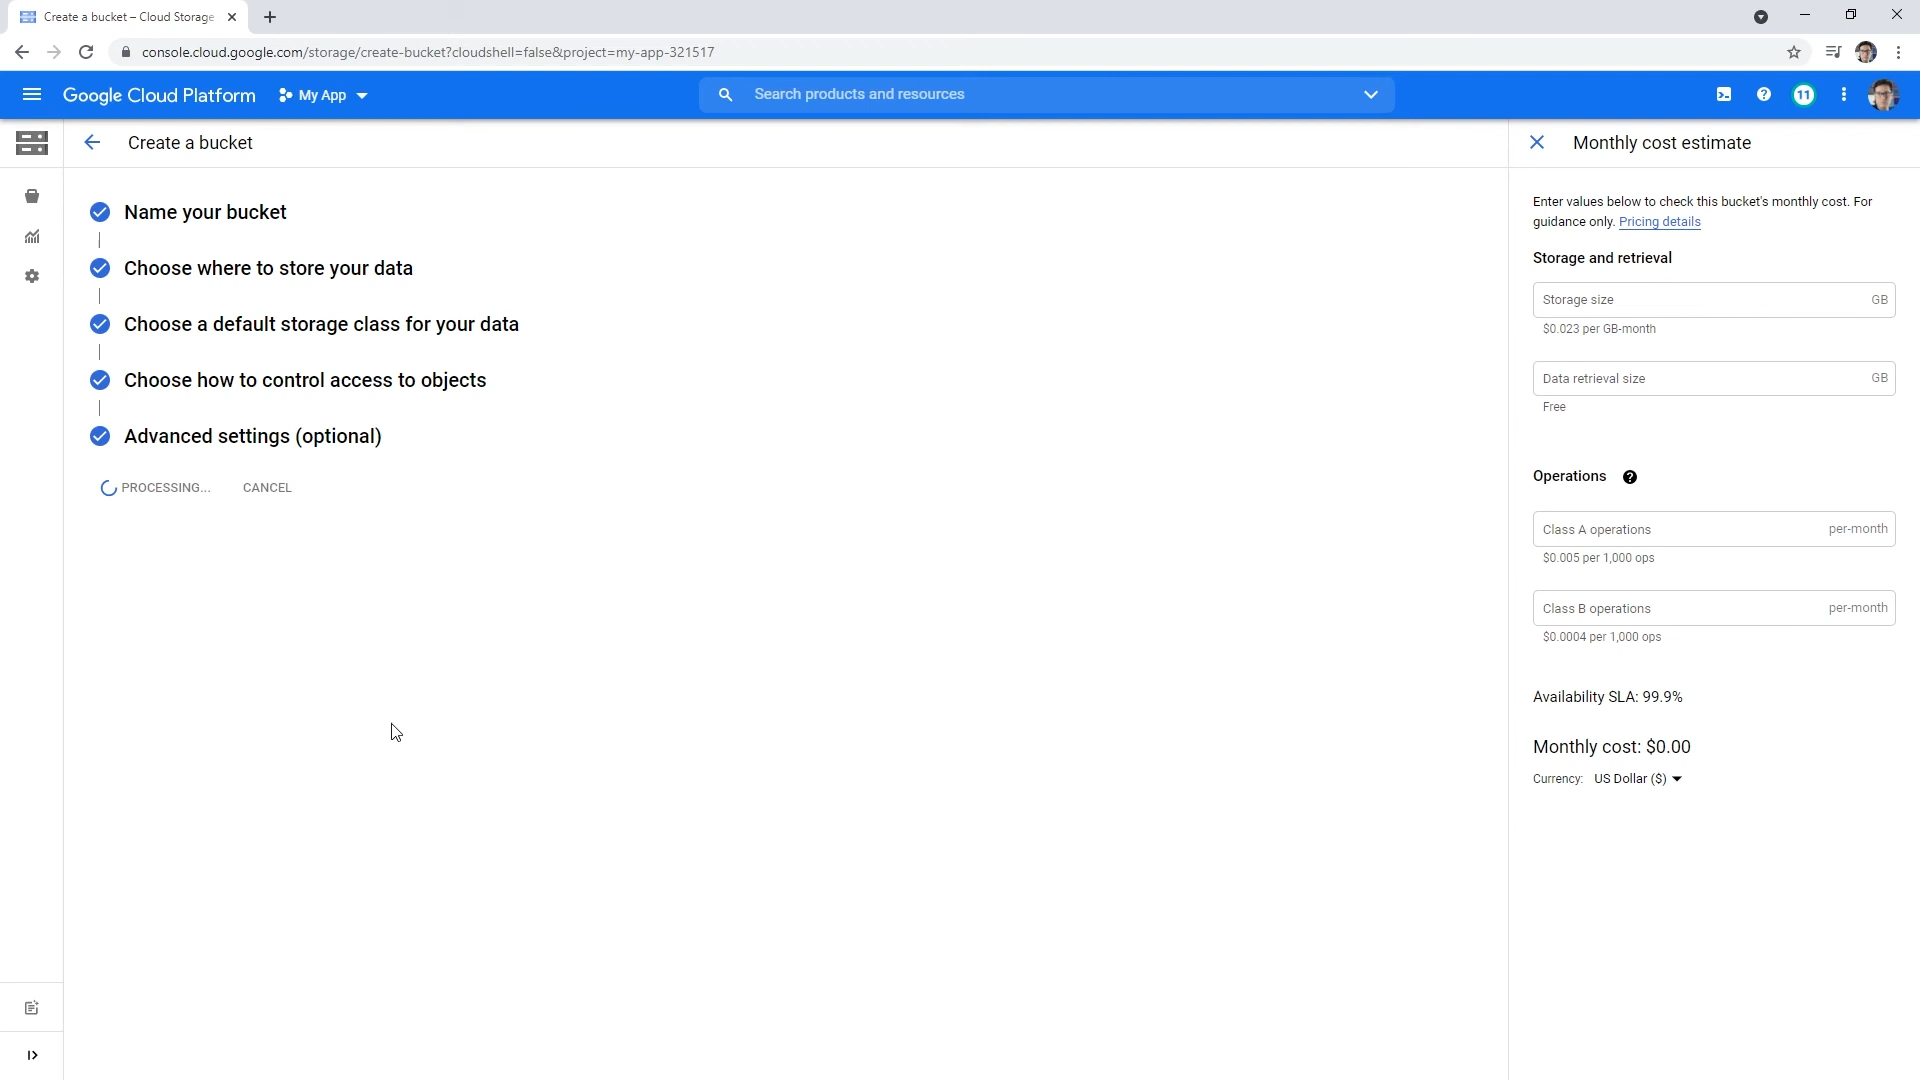 Create a bucket – Cloud Storage
console.cloud.google.com/storage/create-bucket?cloudshell=false&project=my-app-321517
Google Cloud Platform
My App
Search products and resources
11
Create a bucket
Monthly cost estimate
Name your bucket
Choose where to store your data
Choose a default storage class for your data
Choose how to control access to objects
Advanced settings (optional)
PROCESSING...
CANCEL
Enter values below to check this bucket's monthly cost. For
guidance only. Pricing details
Storage and retrieval
Storage size GB
$0.023 per GB-month
Data retrieval size GB
Free
Operations
Class A operations per-month
$0.005 per 1,000 ops
Class B operations per-month
$0.0004 per 1,000 ops
Availability SLA: 99.9%
Monthly cost: $0.00
Currency: US Dollar ($)